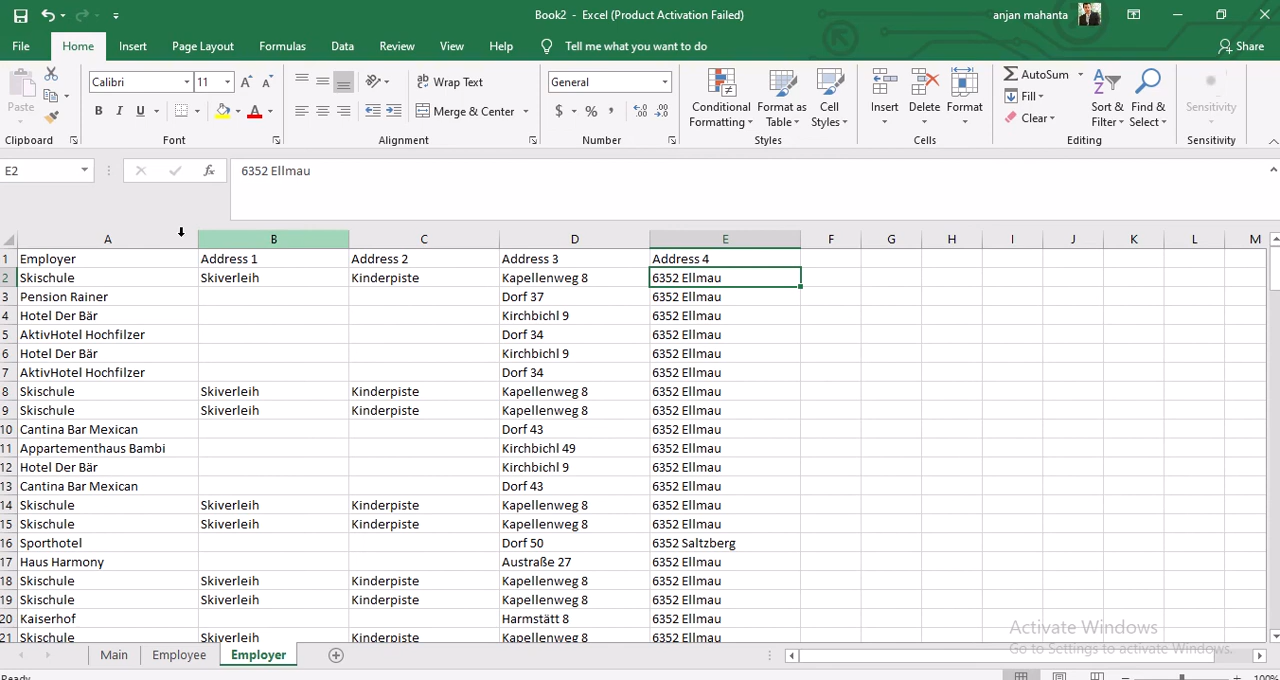 Book2 - Excel (Product Activation Failed)
anjan mahanta
File Home Insert Page Layout Formulas Data Review View Help Tell me what you want to do Share
Paste
Calibri 11
B I U
Wrap Text
Merge & Center
General
$ % ,
Conditional Formatting
Format as Table
Cell Styles
Insert
Delete
Format
AutoSum
Fill
Clear
Sort & Filter
Find & Select
Sensitivity
Clipboard Font Alignment Number Styles Cells Editing Sensitivity
E2 fx 6352 Ellmau
A B C D E F G H I J K L M
1 Employer Address 1 Address 2 Address 3 Address 4
2 Skischule Skiverleih Kinderpiste Kapellenweg 8 6352 Ellmau
3 Pension Rainer Dorf 37 6352 Ellmau
4 Hotel Der Bär Kirchbichl 9 6352 Ellmau
5 AktivHotel Hochfilzer Dorf 34 6352 Ellmau
6 Hotel Der Bär Kirchbichl 9 6352 Ellmau
7 AktivHotel Hochfilzer Dorf 34 6352 Ellmau
8 Skischule Skiverleih Kinderpiste Kapellenweg 8 6352 Ellmau
9 Skischule Skiverleih Kinderpiste Kapellenweg 8 6352 Ellmau
10 Cantina Bar Mexican Dorf 43 6352 Ellmau
11 Appartementhaus Bambi Kirchbichl 49 6352 Ellmau
12 Hotel Der Bär Kirchbichl 9 6352 Ellmau
13 Cantina Bar Mexican Dorf 43 6352 Ellmau
14 Skischule Skiverleih Kinderpiste Kapellenweg 8 6352 Ellmau
15 Skischule Skiverleih Kinderpiste Kapellenweg 8 6352 Ellmau
16 Sporthotel Dorf 50 6352 Saltzberg
17 Haus Harmony Austraße 27 6352 Ellmau
18 Skischule Skiverleih Kinderpiste Kapellenweg 8 6352 Ellmau
19 Skischule Skiverleih Kinderpiste Kapellenweg 8 6352 Ellmau
20 Kaiserhof Harmstätt 8 6352 Ellmau
21 Skischule Skiverleih Kinderpiste Kapellenweg 8 6352 Ellmau
Activate Windows
Go to Settings to activate Windows.
Main Employee Employer
Ready 100%